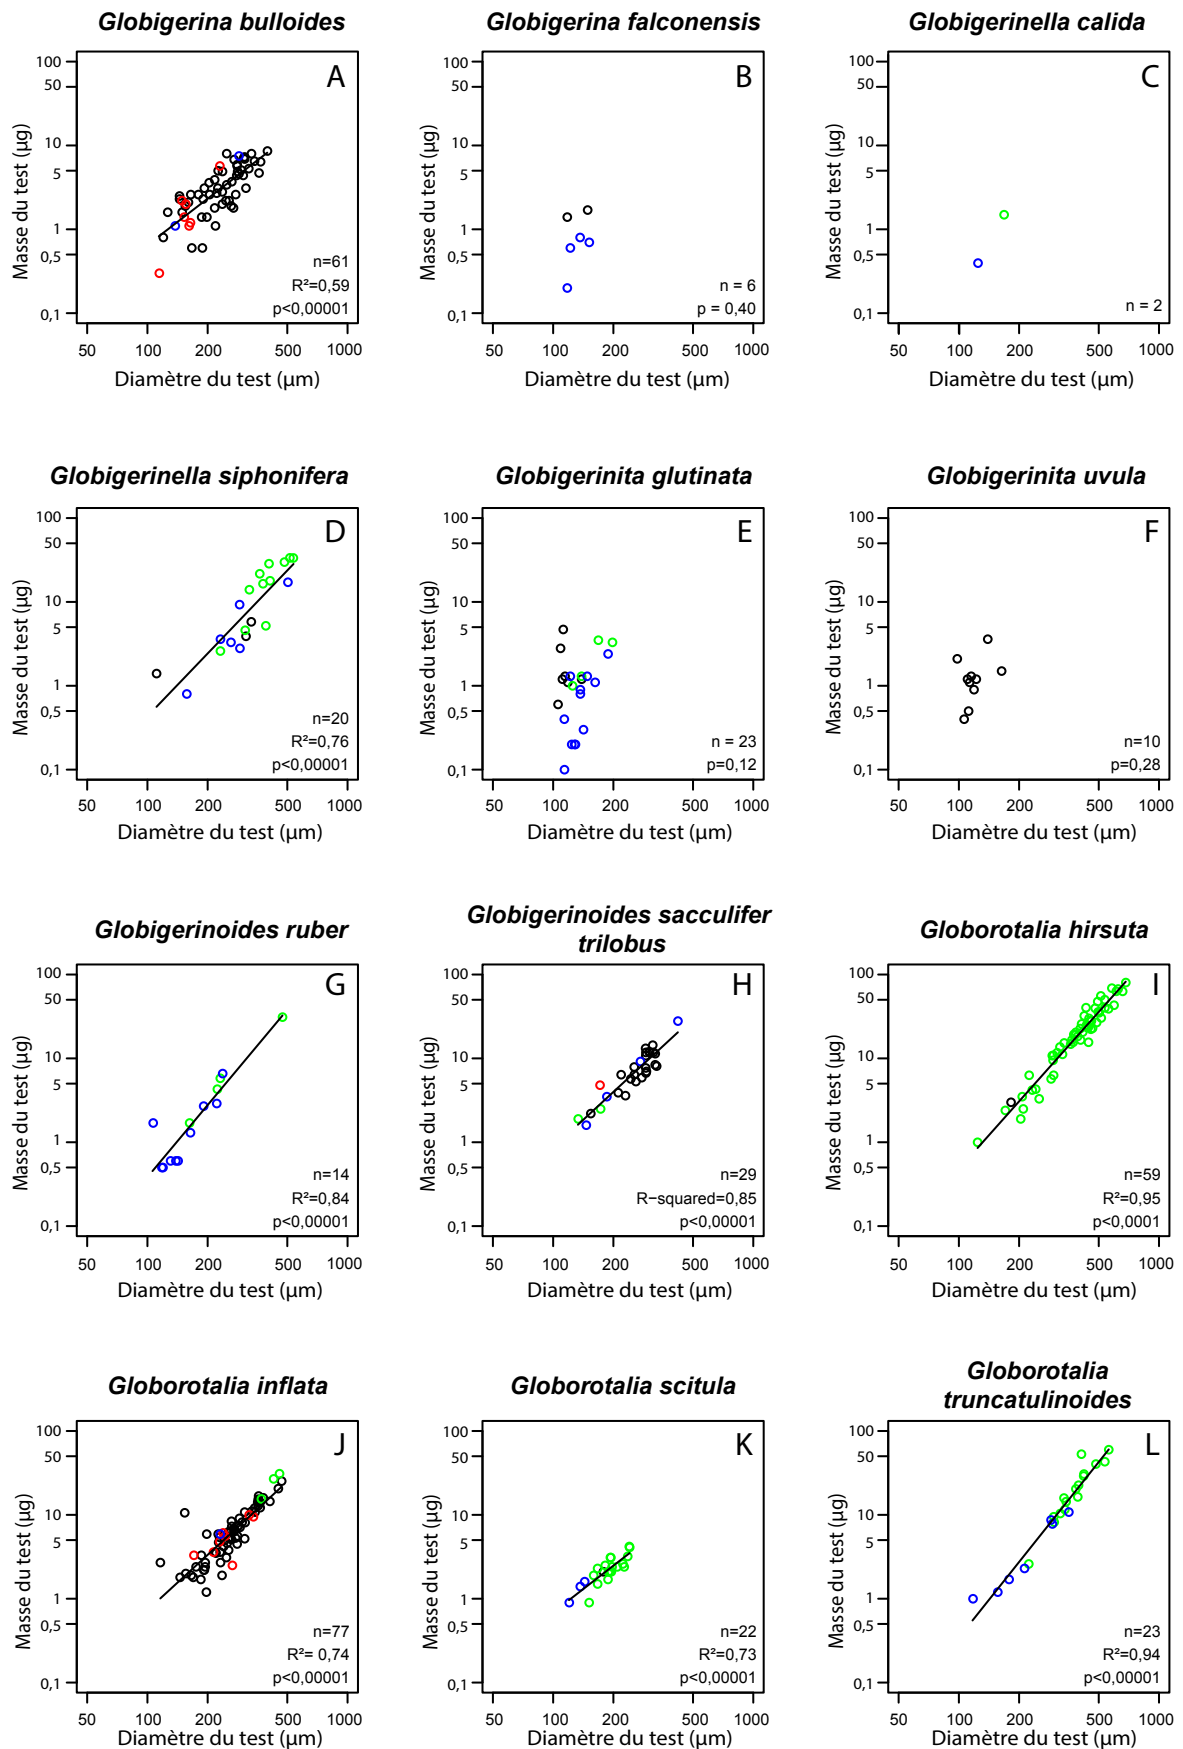 Globigerina bulloides
A
100
50
10
5
1
0,5
0,1
Masse du test (µg)
n=61
R²=0,59
p<0,00001
50 100 200 500 1000
Diamètre du test (µm)
Globigerina falconensis
B
100
50
10
5
1
0,5
0,1
Masse du test (µg)
n = 6
p = 0,40
50 100 200 500 1000
Diamètre du test (µm)
Globigerinella calida
C
100
50
10
5
1
0,5
0,1
Masse du test (µg)
n = 2
50 100 200 500 1000
Diamètre du test (µm)
Globigerinella siphonifera
D
100
50
10
5
1
0,5
0,1
Masse du test (µg)
n=20
R²=0,76
p<0,00001
50 100 200 500 1000
Diamètre du test (µm)
Globigerinita glutinata
E
100
50
10
5
1
0,5
0,1
Masse du test (µg)
n = 23
p=0,12
50 100 200 500 1000
Diamètre du test (µm)
Globigerinita uvula
F
100
50
10
5
1
0,5
0,1
Masse du test (µg)
n=10
p=0,28
50 100 200 500 1000
Diamètre du test (µm)
Globigerinoides ruber
G
100
50
10
5
1
0,5
0,1
Masse du test (µg)
n=14
R²=0,84
p<0,00001
50 100 200 500 1000
Diamètre du test (µm)
Globigerinoides sacculifer
trilobus
H
100
50
10
5
1
0,5
0,1
Masse du test (µg)
n=29
R−squared=0,85
p<0,00001
50 100 200 500 1000
Diamètre du test (µm)
Globorotalia hirsuta
I
100
50
10
5
1
0,5
0,1
Masse du test (µg)
n=59
R²=0,95
p<0,0001
50 100 200 500 1000
Diamètre du test (µm)
Globorotalia inflata
J
100
50
10
5
1
0,5
0,1
Masse du test (µg)
n=77
R²= 0,74
p<0,00001
50 100 200 500 1000
Diamètre du test (µm)
Globorotalia scitula
K
100
50
10
5
1
0,5
0,1
Masse du test (µg)
n=22
R²=0,73
p<0,00001
50 100 200 500 1000
Diamètre du test (µm)
Globorotalia
truncatulinoides
L
100
50
10
5
1
0,5
0,1
Masse du test (µg)
n=23
R²=0,94
p<0,00001
50 100 200 500 1000
Diamètre du test (µm)